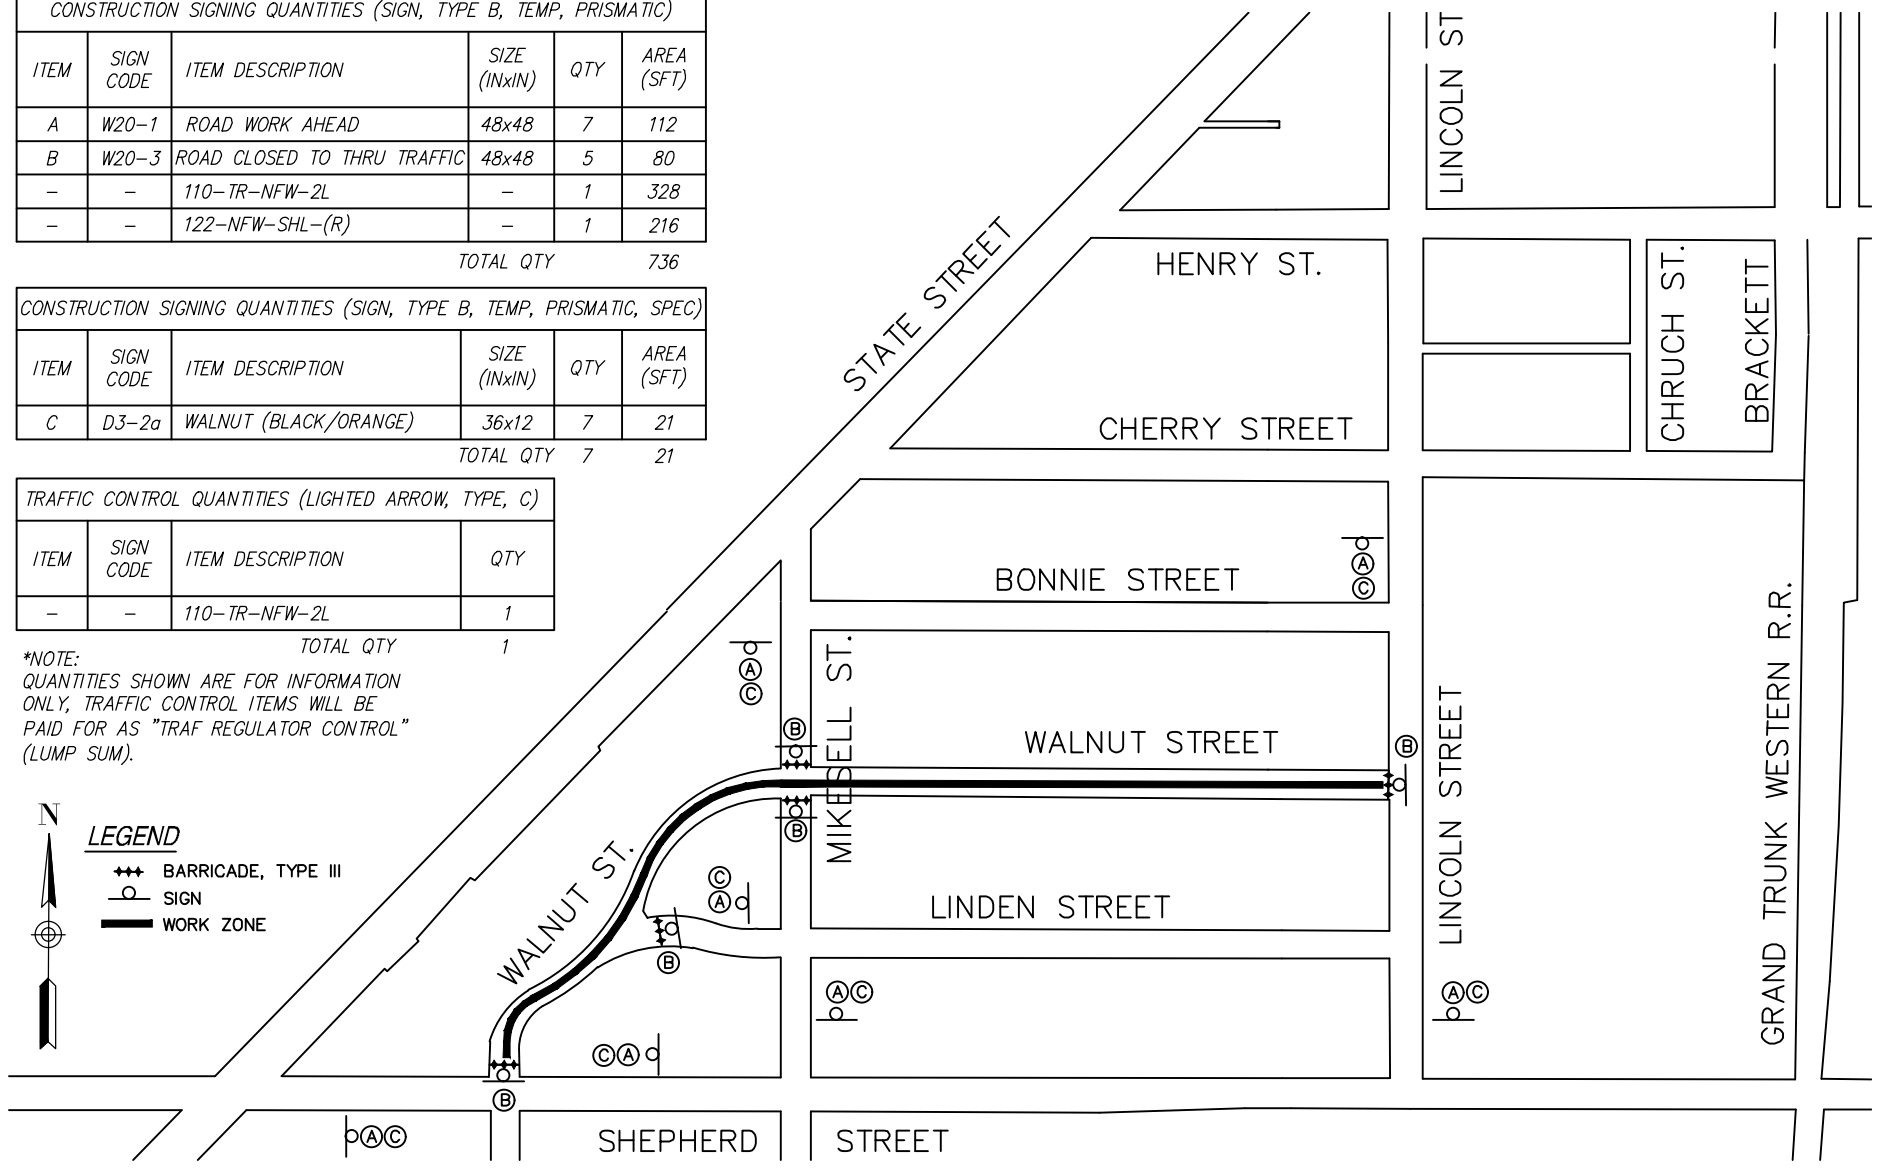 CONSTRUCTION SIGNING QUANTITIES (SIGN, TYPE B, TEMP, PRISMATIC)
ITEM SIGN CODE ITEM DESCRIPTION SIZE (INxIN) QTY AREA (SFT)
A W20-1 ROAD WORK AHEAD 48x48 7 112
B W20-3 ROAD CLOSED TO THRU TRAFFIC 48x48 5 80
- - 110-TR-NFW-2L - 1 328
- - 122-NFW-SHL-(R) - 1 216
TOTAL QTY 736
CONSTRUCTION SIGNING QUANTITIES (SIGN, TYPE B, TEMP, PRISMATIC, SPEC)
ITEM SIGN CODE ITEM DESCRIPTION SIZE (INxIN) QTY AREA (SFT)
C D3-2a WALNUT (BLACK/ORANGE) 36x12 7 21
TOTAL QTY 7 21
TRAFFIC CONTROL QUANTITIES (LIGHTED ARROW, TYPE, C)
ITEM SIGN CODE ITEM DESCRIPTION QTY
- - 110-TR-NFW-2L 1
TOTAL QTY 1
*NOTE:
QUANTITIES SHOWN ARE FOR INFORMATION
ONLY, TRAFFIC CONTROL ITEMS WILL BE
PAID FOR AS "TRAF REGULATOR CONTROL"
(LUMP SUM).
N
LEGEND
BARRICADE, TYPE III
SIGN
WORK ZONE
LINCOLN ST
STATE STREET
HENRY ST.
CHRUCH ST.
BRACKETT
CHERRY STREET
BONNIE STREET
A
C
A
C
MIKESELL ST.
B
WALNUT STREET
B
B
LINCOLN STREET
GRAND TRUNK WESTERN R.R.
WALNUT ST.
C
A
LINDEN STREET
B
A C
A C
C A
B
A C
SHEPHERD STREET